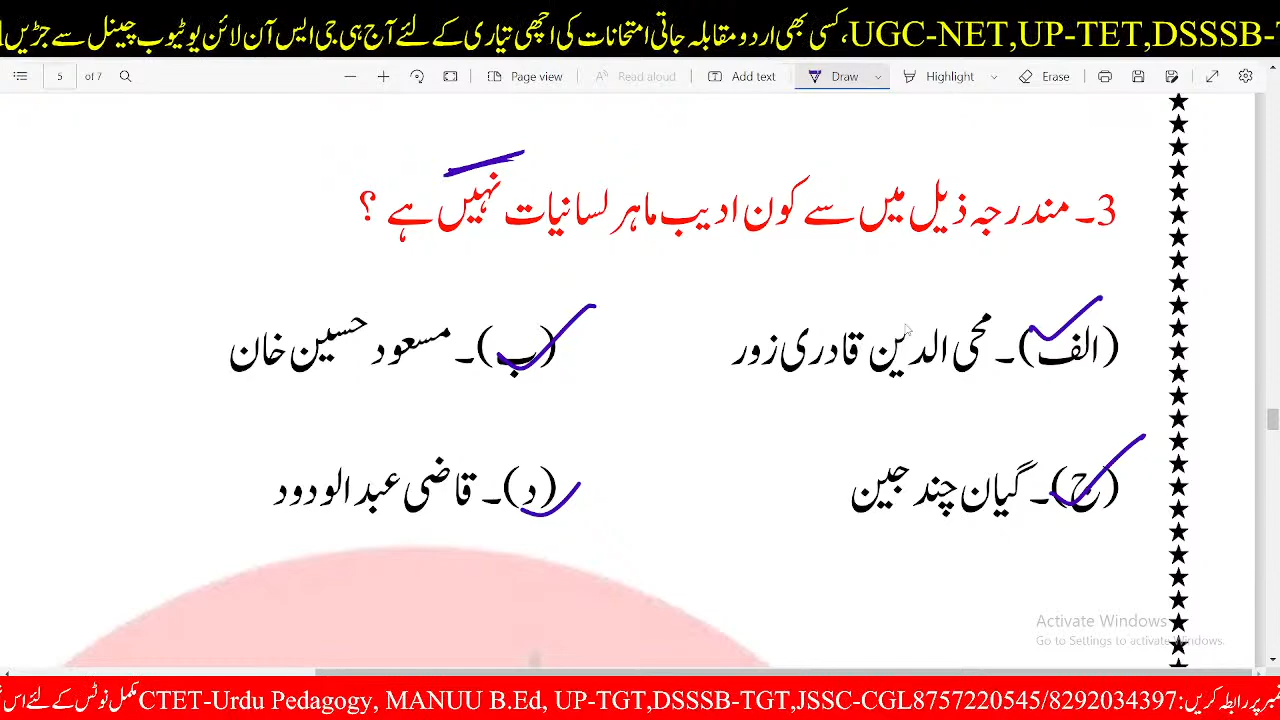 UGC-NET,UP-TET,DSSSB-، کسی بھی اردو مقابلہ جاتی امتحانات کی اچھی تیاری کے لئے آج ہی جی ایس آن لائن یوٹیوب چینل سے جڑیں
5 of 7 Page view Read aloud Add text Draw Highlight Erase
3۔ مندرجہ ذیل میں سے کون ادیب ماہر لسانیات نہیں ہے ؟
(الف)۔ محی الدین قادری زور (ب)۔ مسعود حسین خان
(ج)۔ گیان چند جین (د)۔ قاضی عبدالودود
Activate Windows
Go to Settings to activate Windows.
نمبر پر رابطہ کریں:8757220545/8292034397 CTET-Urdu Pedagogy, MANUU B.Ed, UP-TGT,DSSSB-TGT,JSSC-CGL مکمل نوٹس کے لئے اس